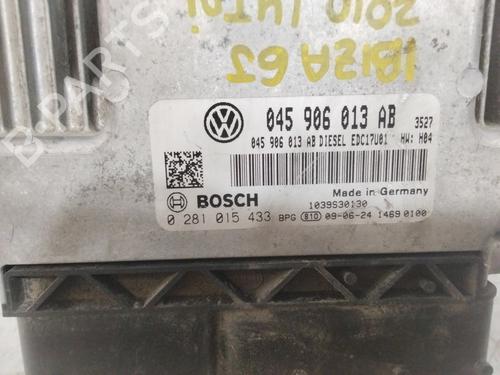 B-PARTS
2010 1.4TDi
IBIZA 6J
045 906 013 AB 3527
045 906 013 AB DIESEL EDC17U01 HW: H04
BOSCH
Made in Germany
1039S30130
0 281 015 433 BPG 810 09-06-24 1469 0100